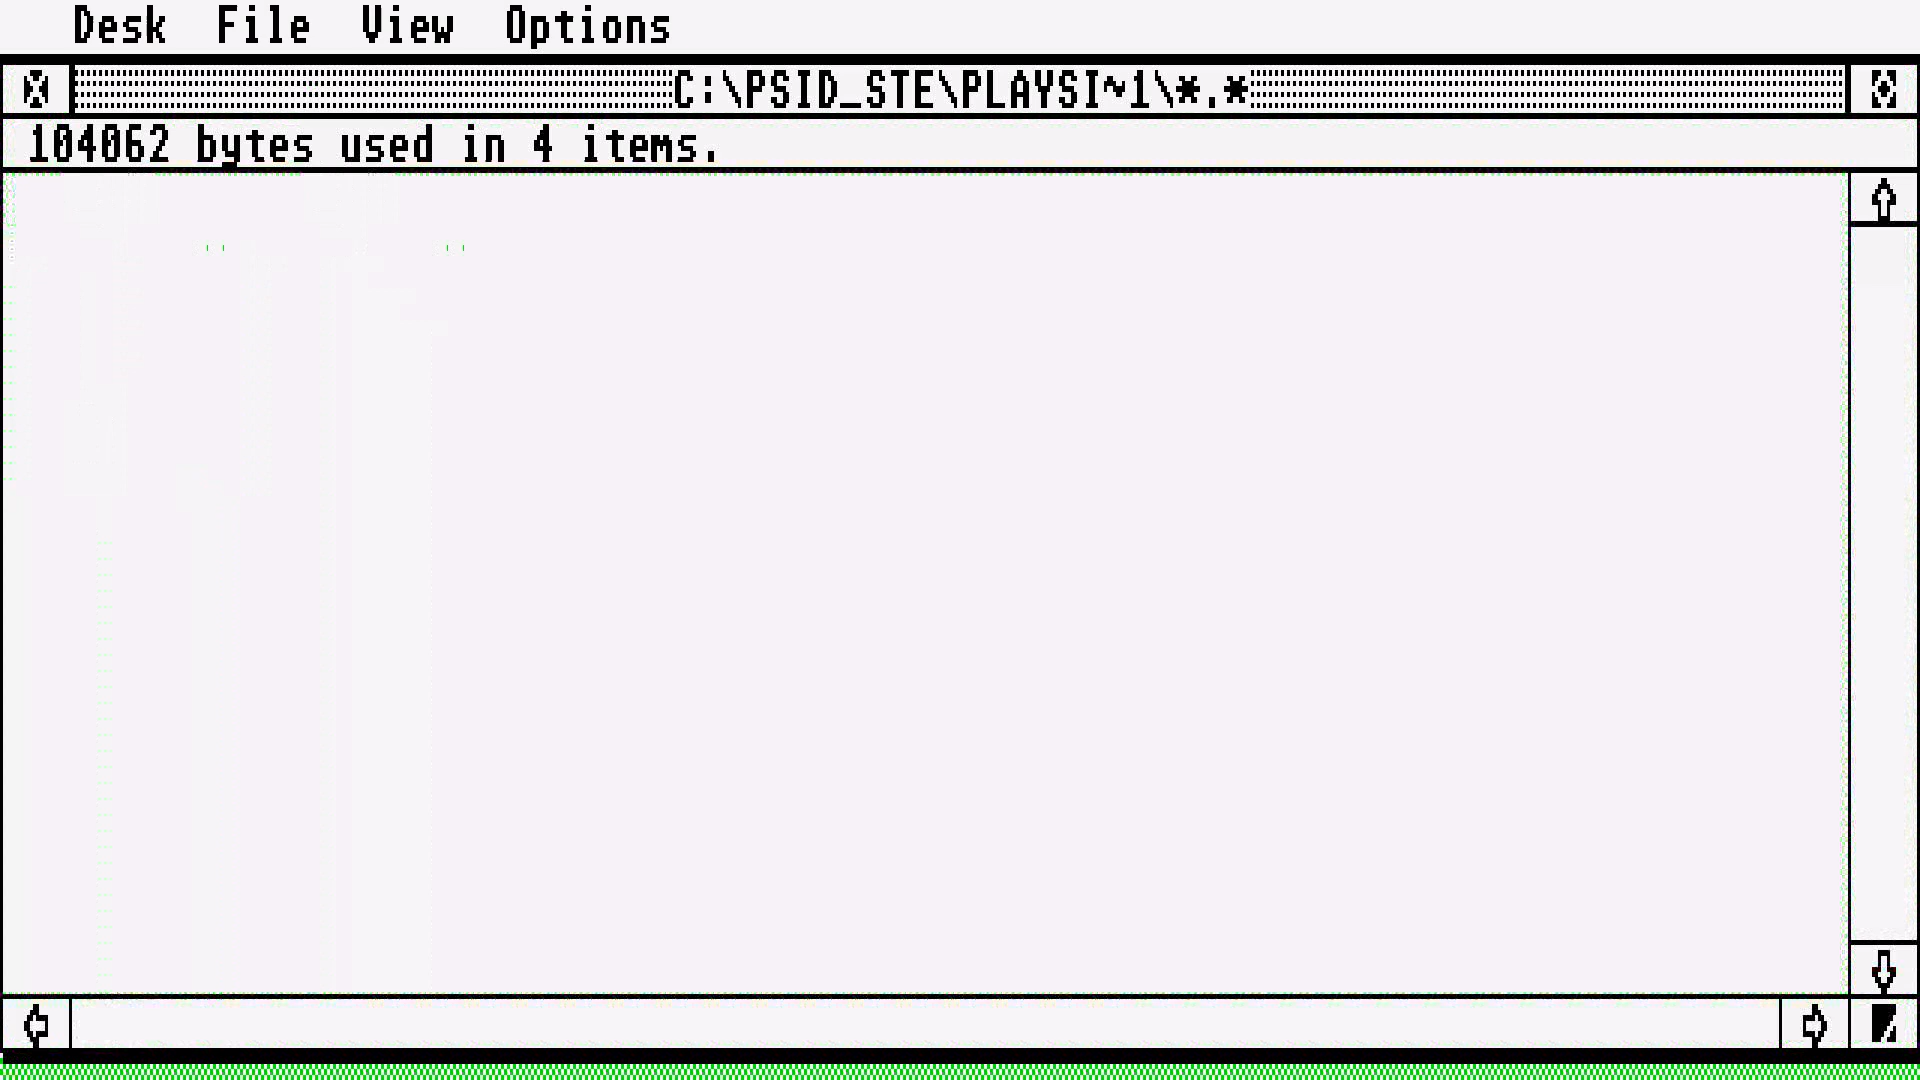 Desk File View Options
C:\PSID_STE\PLAYSI~1\*.*
104062 bytes used in 4 items.